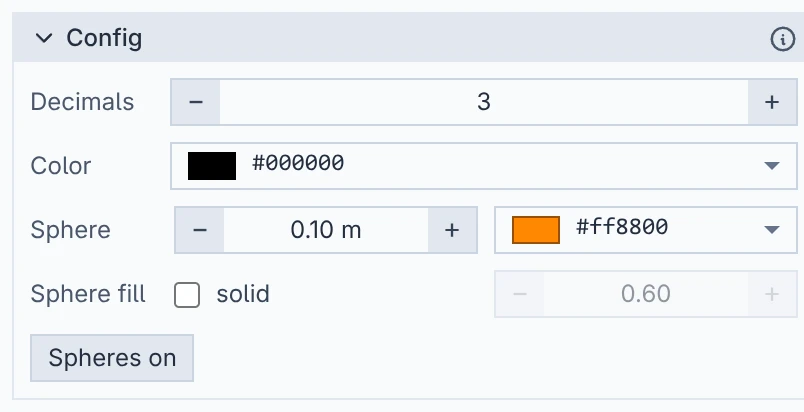 Config
Decimals − 3 +
Color #000000
Sphere − 0.10 m + #ff8800
Sphere fill solid − 0.60 +
Spheres on